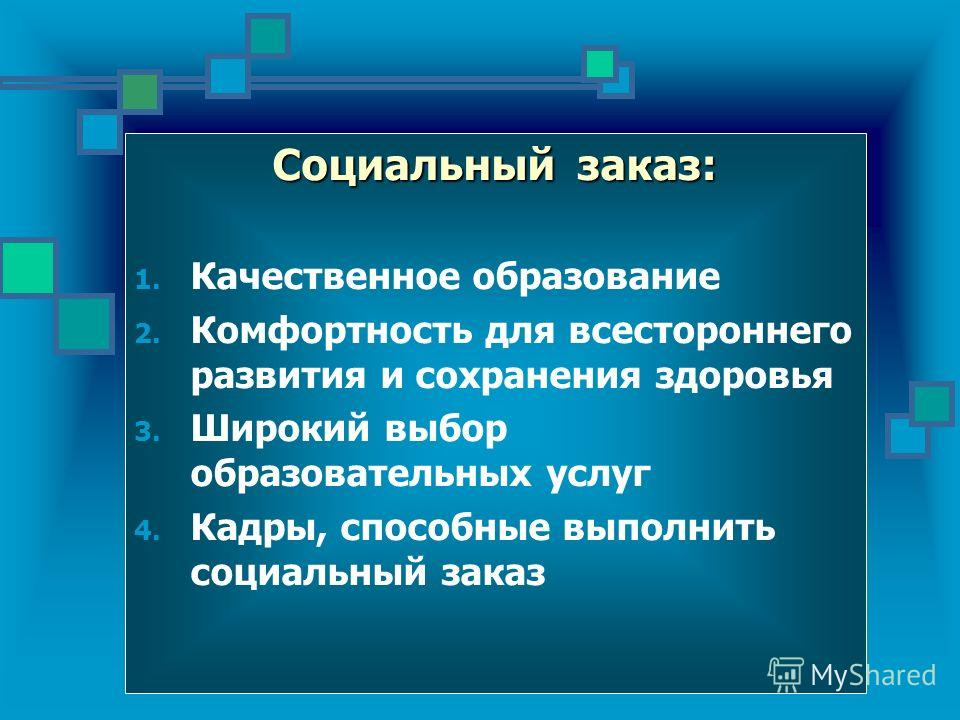 Социальный заказ:
1. Качественное образование
2. Комфортность для всестороннего
развития и сохранения здоровья
3. Широкий выбор
образовательных услуг
4. Кадры, способные выполнить
социальный заказ
MyShared